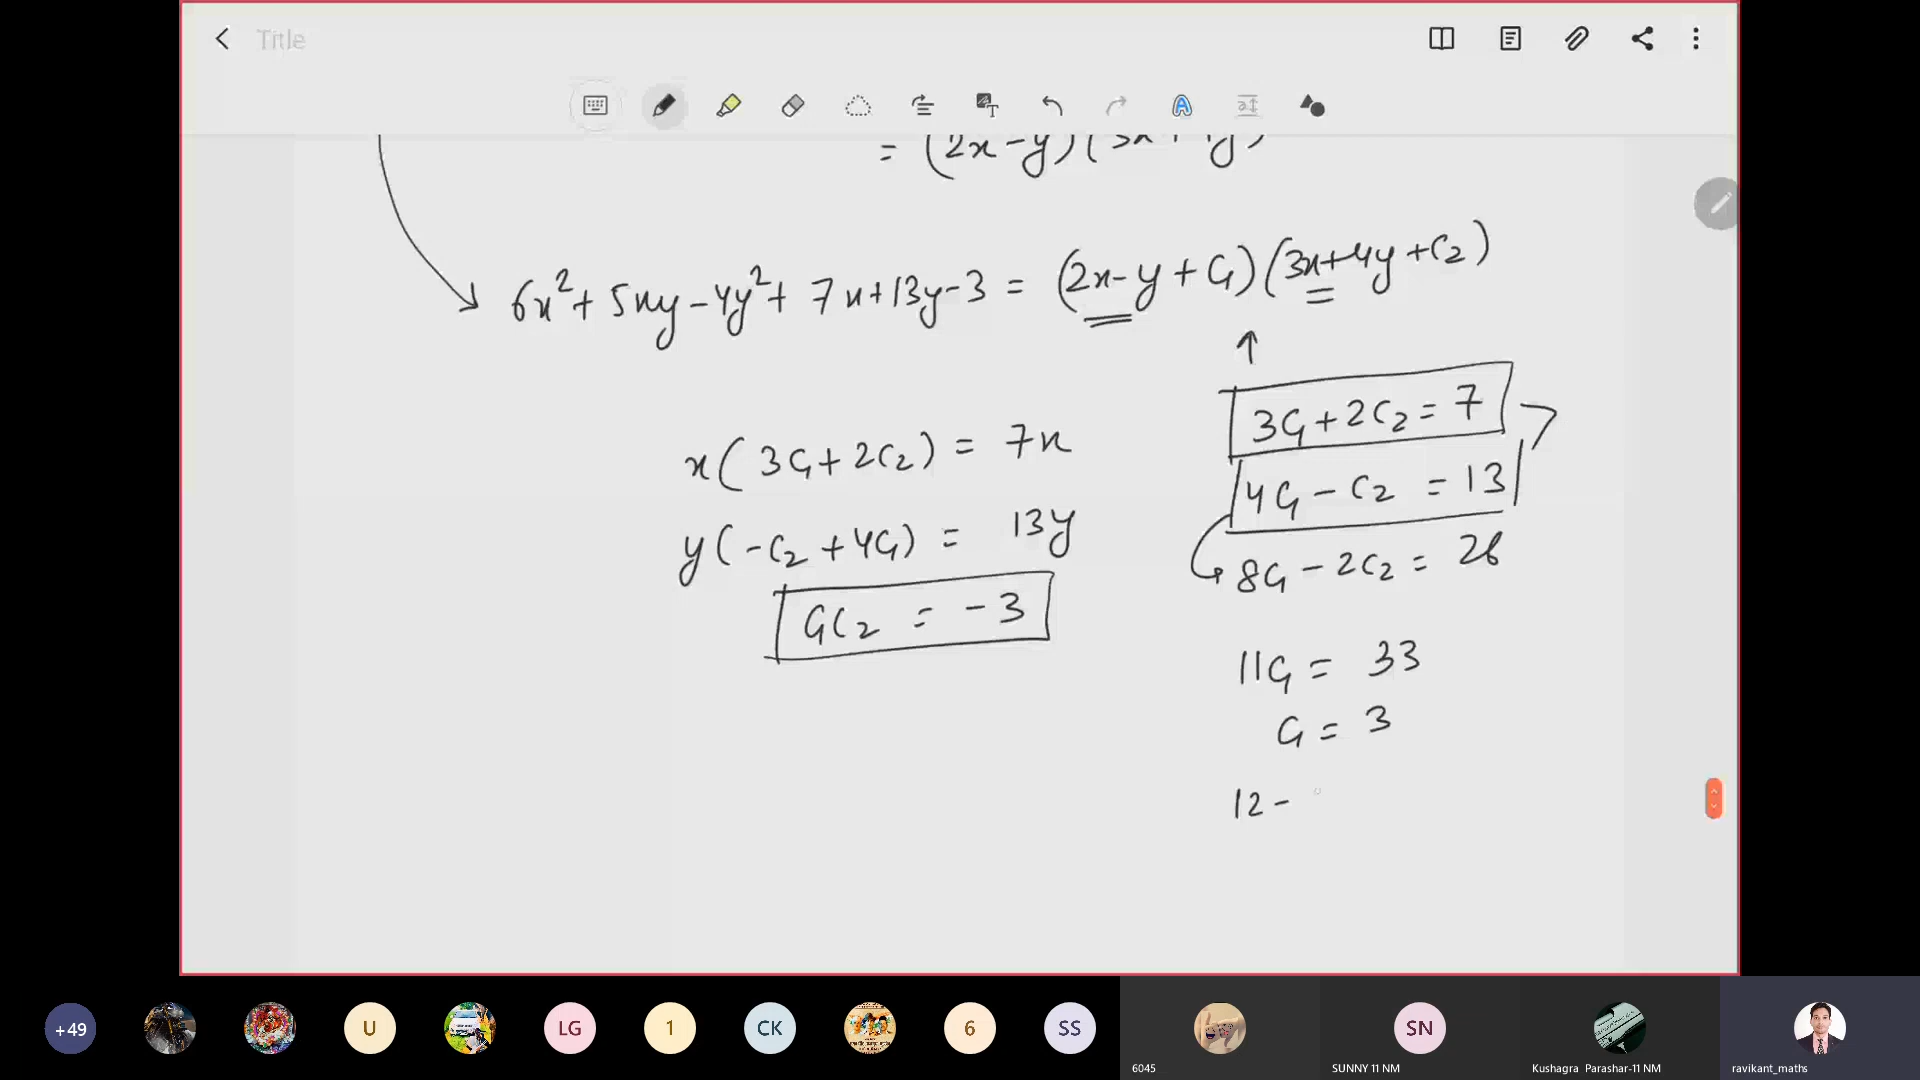 Title
= (2x-y)(3x+4y)
6x²+5xy-4y²+7x+13y-3 = (2x-y+C₁)(3x+4y+C₂)
x(3C₁+2C₂) = 7x
y(-C₂+4C₁) = 13y
C₁C₂ = -3
3C₁+2C₂ = 7
4C₁-C₂ = 13
8C₁-2C₂ = 26
11C₁ = 33
C₁ = 3
12-
+49
U
LG
1
CK
6
SS
6045
SN
SUNNY 11 NM
Kushagra Parashar-11 NM
ravikant_maths